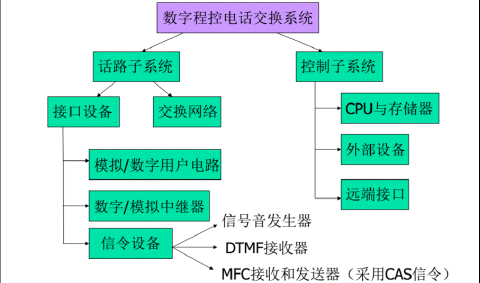 数字程控电话交换系统
话路子系统
控制子系统
接口设备
交换网络
CPU与存储器
外部设备
模拟/数字用户电路
远端接口
数字/模拟中继器
信号音发生器
信令设备
DTMF接收器
MFC接收和发送器（采用CAS信令）